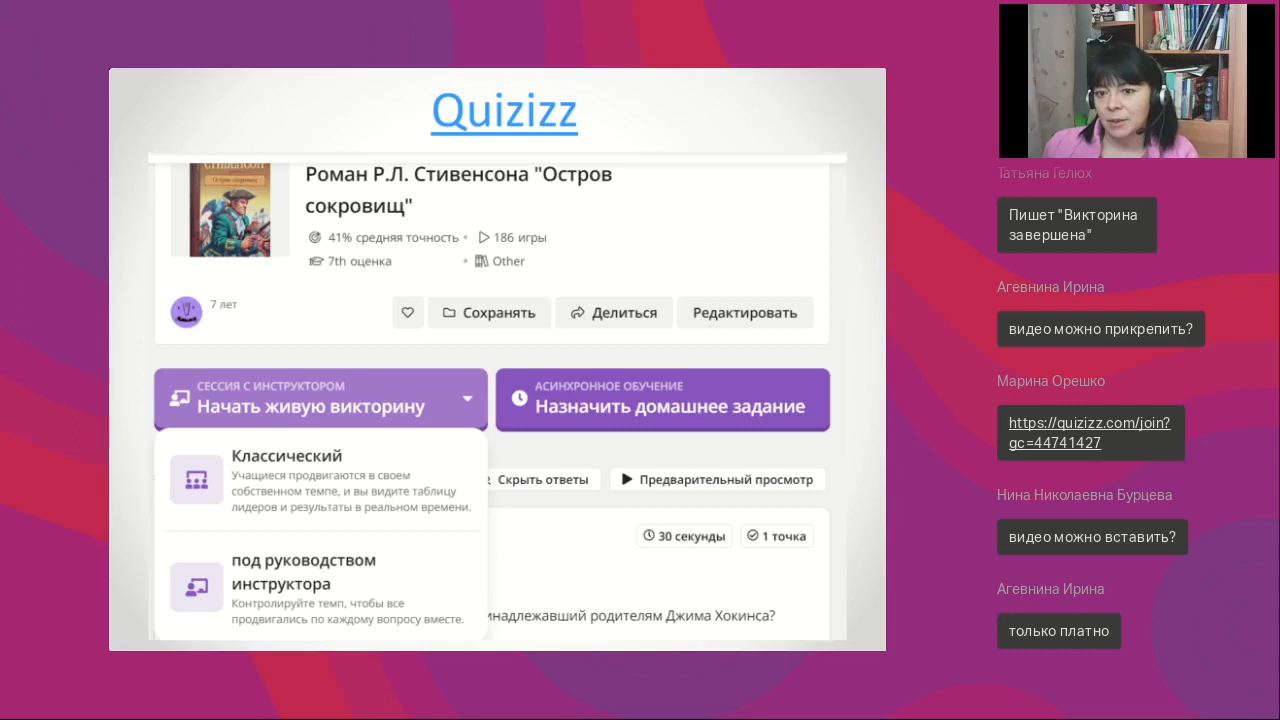 Quizizz
СТИВЕНСОН
Остров сокровищ
Роман Р.Л. Стивенсона "Остров
сокровищ"
41% средняя точность
186 игры
7th оценка
Other
7 лет
Сохранять
Делиться
Редактировать
СЕССИЯ С ИНСТРУКТОРОМ
Начать живую викторину
АСИНХРОННОЕ ОБУЧЕНИЕ
Назначить домашнее задание
Классический
Учащиеся продвигаются в своем
собственном темпе, и вы видите таблицу
лидеров и результаты в реальном времени.
под руководством
инструктора
Контролируйте темп, чтобы все
продвигались по каждому вопросу вместе.
Скрыть ответы
Предварительный просмотр
30 секунды
1 точка
инадлежавший родителям Джима Хокинса?
Татьяна Гелюх
Пишет "Викторина
завершена"
Агевнина Ирина
видео можно прикрепить?
Марина Орешко
https://quizizz.com/join?
gc=44741427
Нина Николаевна Бурцева
видео можно вставить?
Агевнина Ирина
только платно